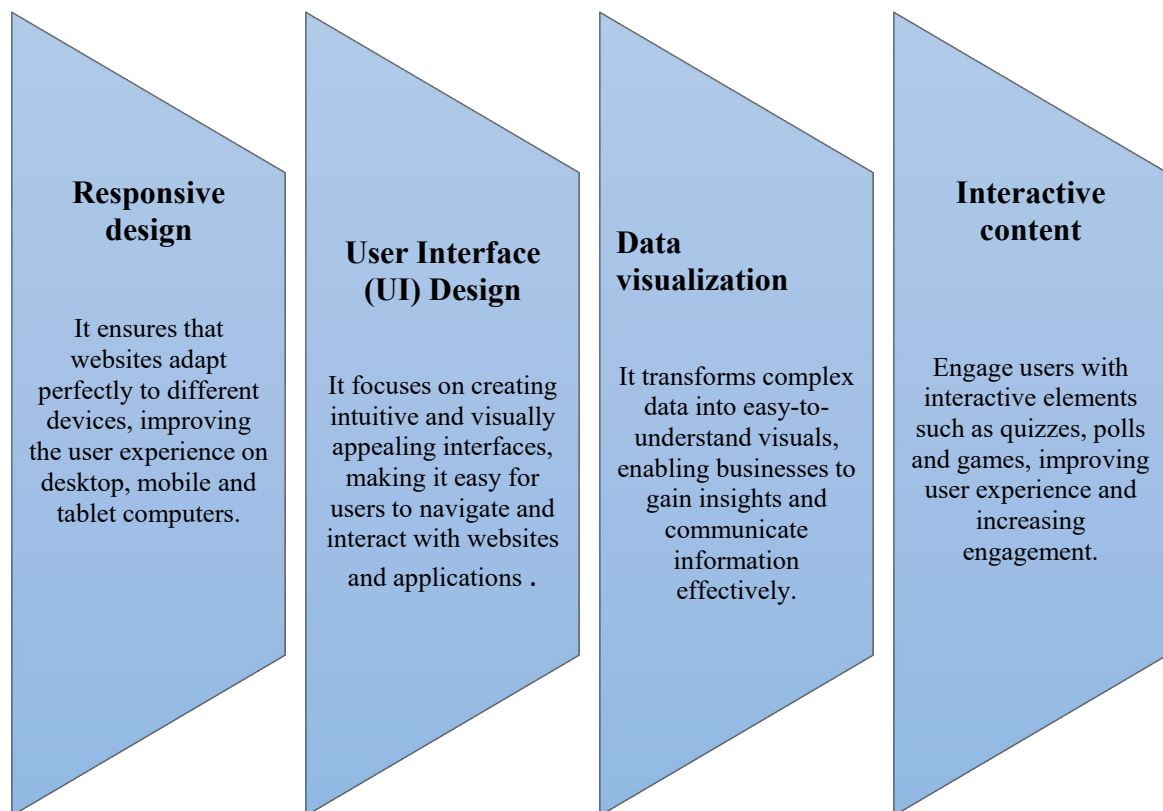 Responsive
design
It ensures that
websites adapt
perfectly to different
devices, improving
the user experience on
desktop, mobile and
tablet computers.
User Interface
(UI) Design
It focuses on creating
intuitive and visually
appealing interfaces,
making it easy for
users to navigate and
interact with websites
and applications .
Data
visualization
It transforms complex
data into easy-to-
understand visuals,
enabling businesses to
gain insights and
communicate
information
effectively.
Interactive
content
Engage users with
interactive elements
such as quizzes, polls
and games, improving
user experience and
increasing
engagement.